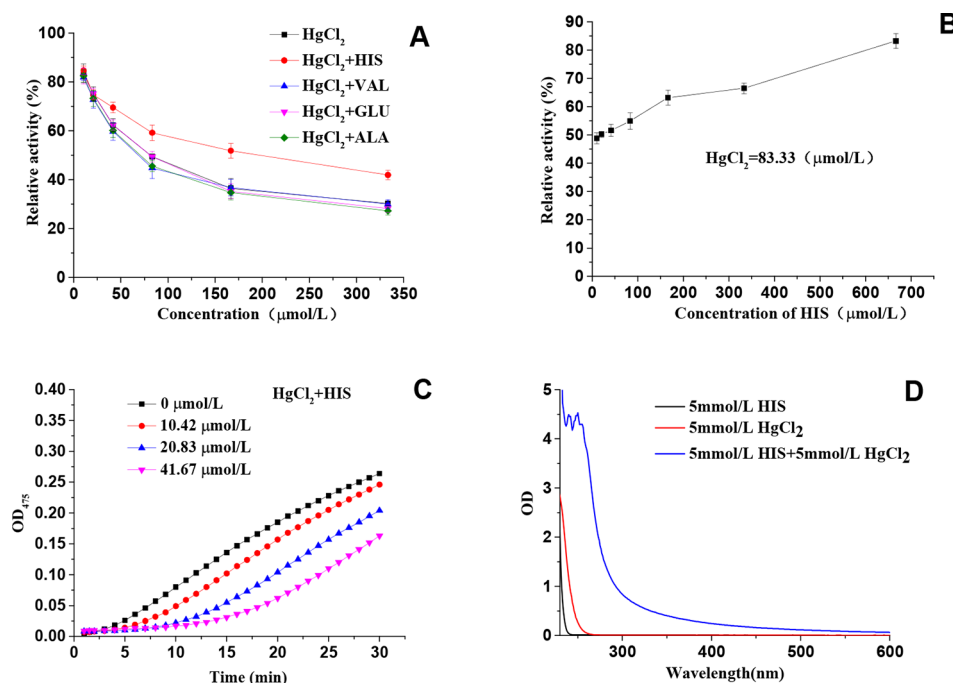 A
HgCl2
HgCl2+HIS
HgCl2+VAL
HgCl2+GLU
HgCl2+ALA
Relative activity (%)
100
80
60
40
20
0
0 50 100 150 200 250 300 350
Concentration（μmol/L）
B
HgCl2=83.33（μmol/L）
Relative activity (%)
90
80
70
60
50
40
30
20
10
0
0 100 200 300 400 500 600 700
Concentration of HIS（μmol/L）
C
HgCl2+HIS
0 μmol/L
10.42 μmol/L
20.83 μmol/L
41.67 μmol/L
OD475
0.40
0.35
0.30
0.25
0.20
0.15
0.10
0.05
0.00
0 5 10 15 20 25 30
Time (min)
D
5mmol/L HIS
5mmol/L HgCl2
5mmol/L HIS+5mmol/L HgCl2
OD
5
4
3
2
1
0
300 400 500 600
Wavelength(nm)